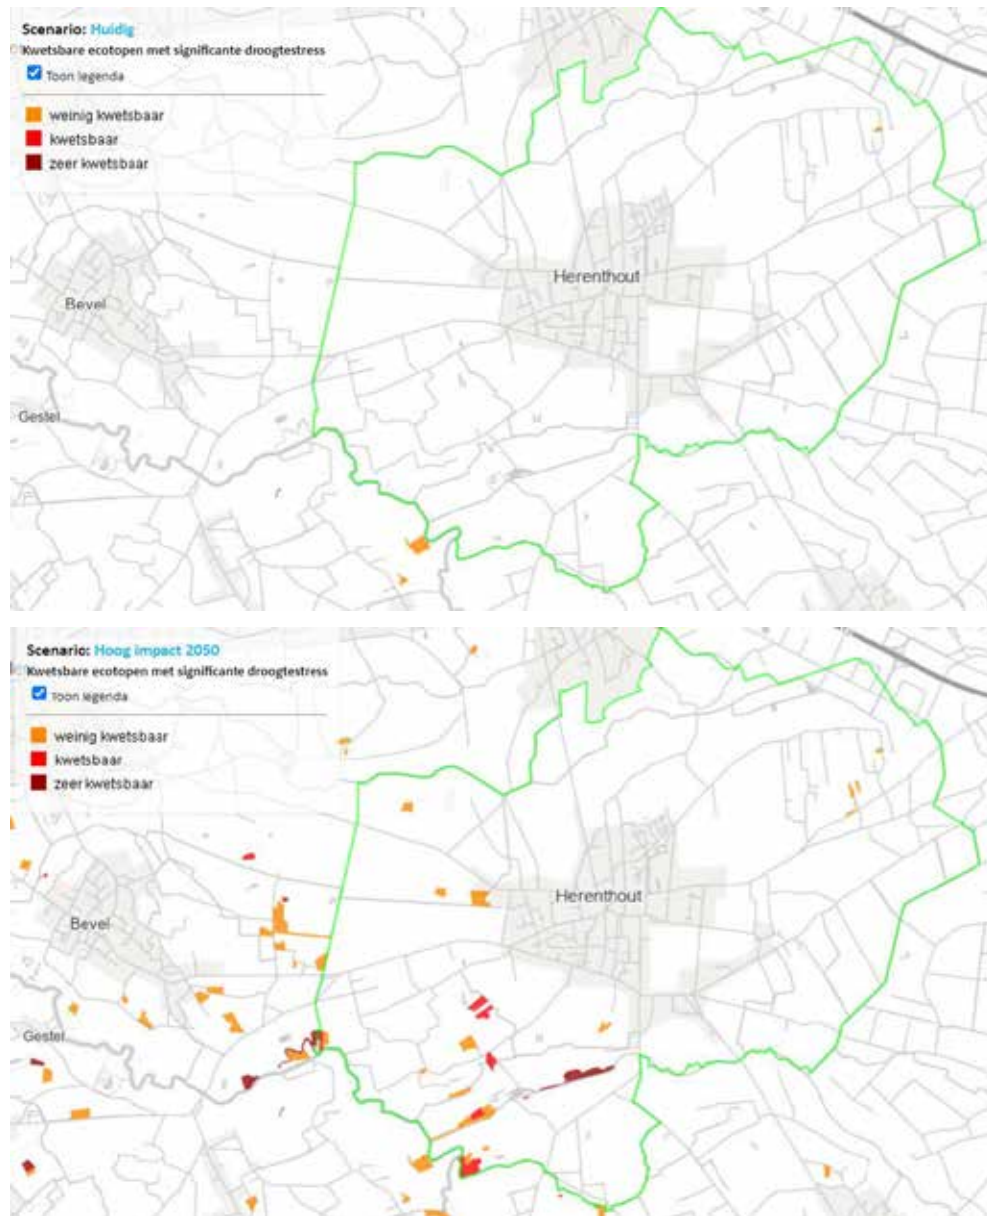 Scenario: Huidig
Kwetsbare ecotopen met significante droogtestress
Toon legenda
weinig kwetsbaar
kwetsbaar
zeer kwetsbaar
Herenthout
Bevel
Gestel
Scenario: Hoog impact 2050
Kwetsbare ecotopen met significante droogtestress
Toon legenda
weinig kwetsbaar
kwetsbaar
zeer kwetsbaar
Herenthout
Bevel
Gestel